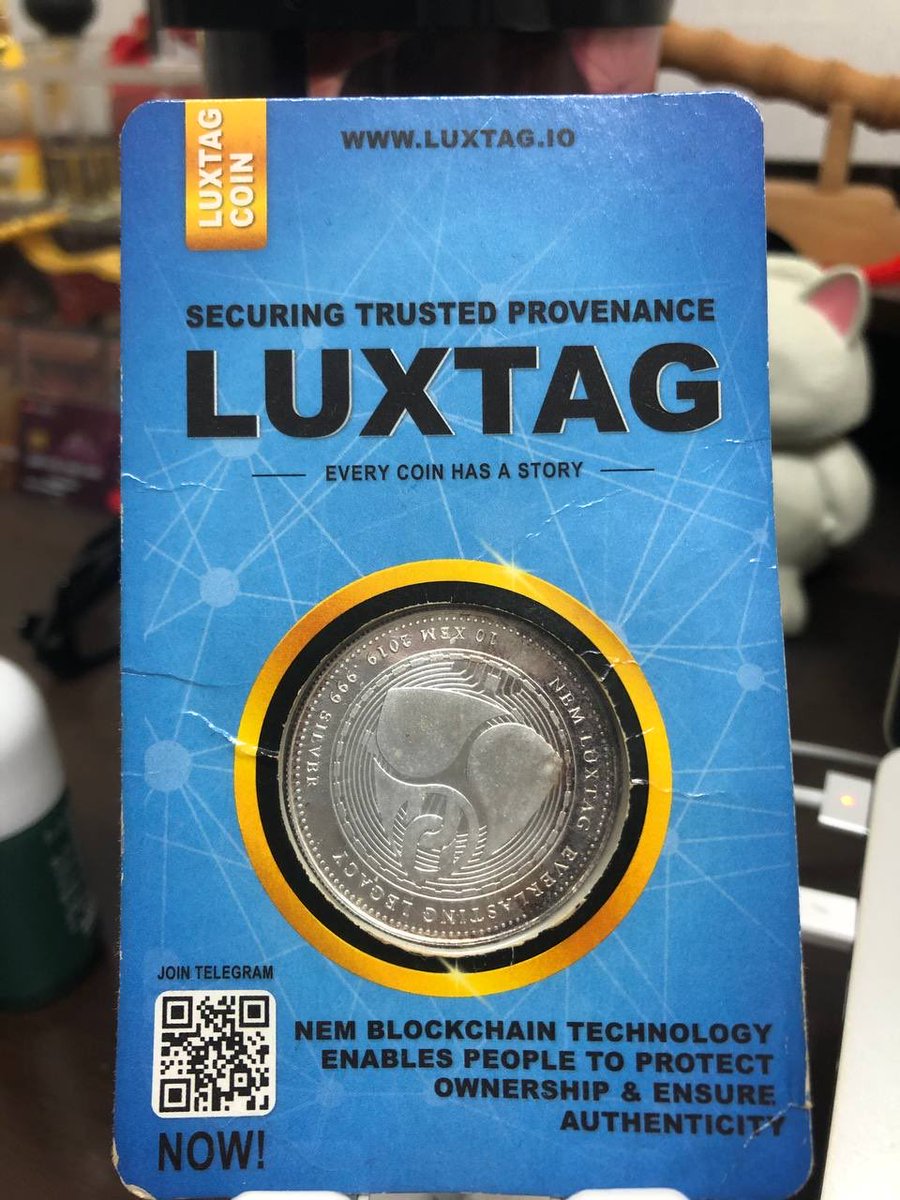 LUXTAG
COIN
WWW.LUXTAG.IO
SECURING TRUSTED PROVENANCE
LUXTAG
EVERY COIN HAS A STORY
NEM LUXTAG EVERLASTING LEGACY
10 XEM 2019 .999 SILVER
JOIN TELEGRAM
NOW!
NEM BLOCKCHAIN TECHNOLOGY
ENABLES PEOPLE TO PROTECT
OWNERSHIP & ENSURE
AUTHENTICITY